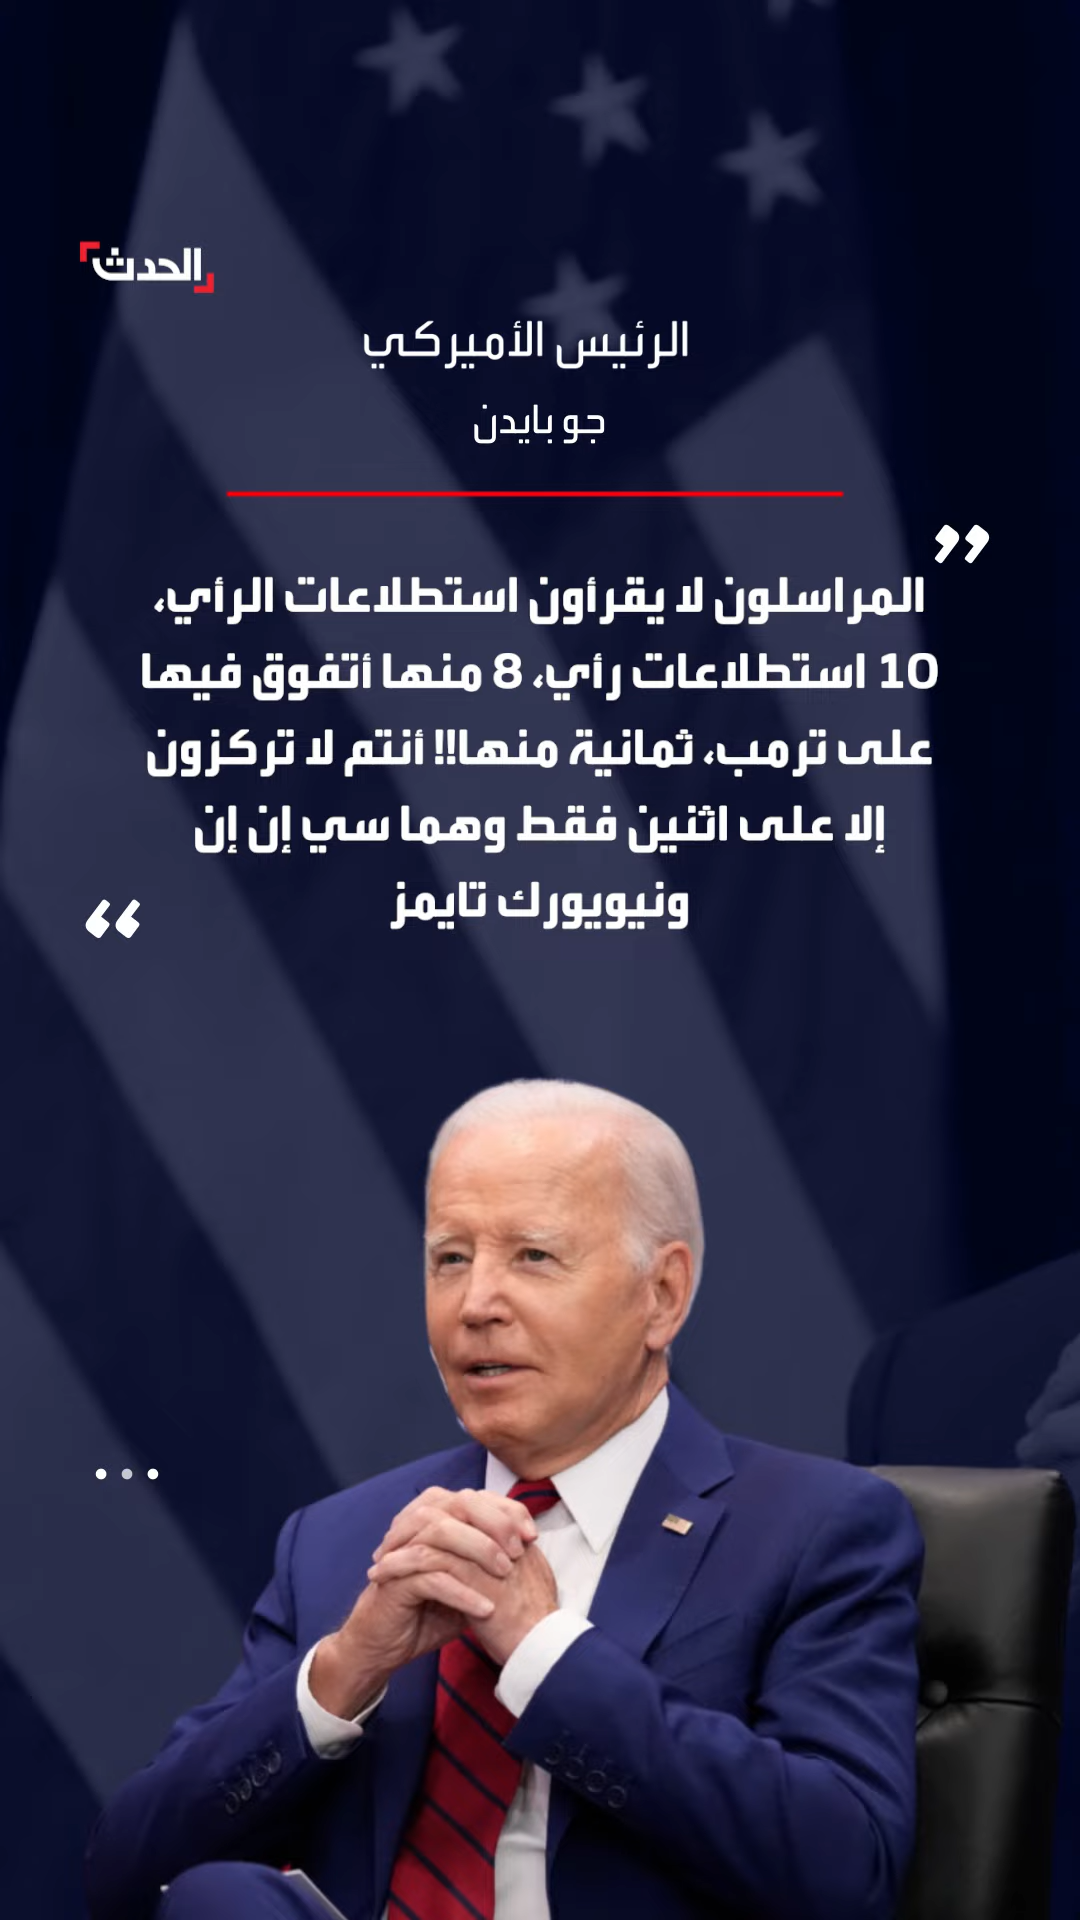 الحدث
الرئيس الأميركي
جو بايدن
”
المراسلون لا يقرأون استطلاعات الرأي،
10 استطلاعات رأي، 8 منها أتفوق فيها
على ترمب، ثمانية منها!! أنتم لا تركزون
إلا على اثنين فقط وهما سي إن إن
ونيويورك تايمز
“